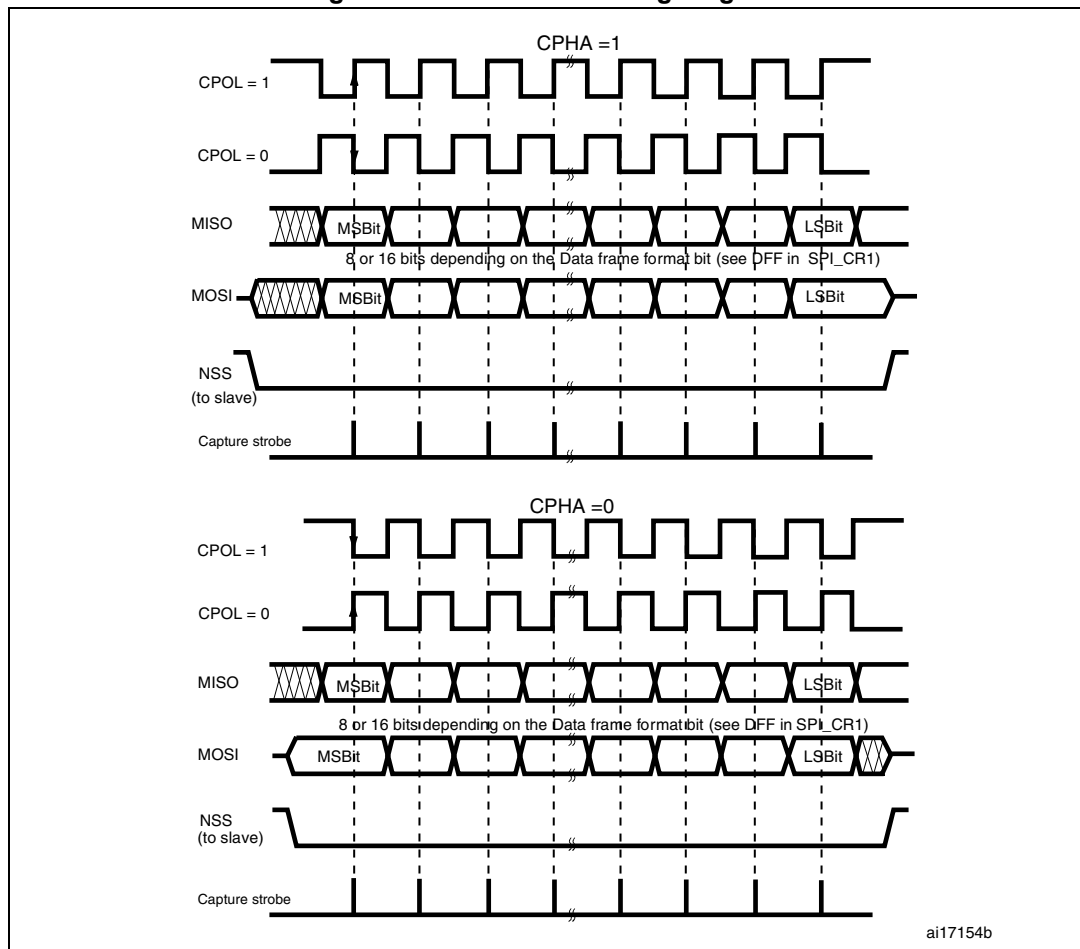 CPHA =1
CPOL = 1
CPOL = 0
MISO
MSBit
LSBit
8 or 16 bits depending on the Data frame format bit (see DFF in SPI_CR1)
MOSI
MSBit
LSBit
NSS
(to slave)
Capture strobe
CPHA =0
CPOL = 1
CPOL = 0
MISO
MSBit
LSBit
8 or 16 bits depending on the Data frame format bit (see DFF in SPI_CR1)
MOSI
MSBit
LSBit
NSS
(to slave)
Capture strobe
ai17154b